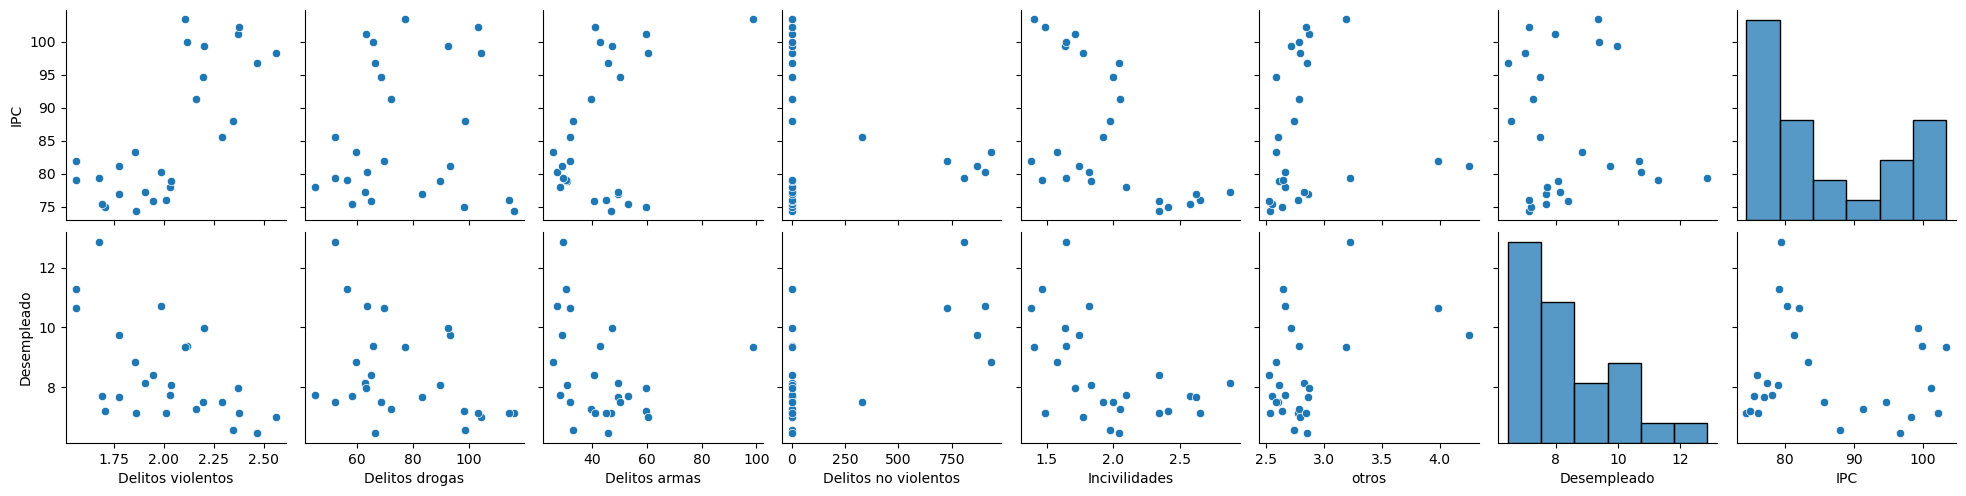 100
95
90
85
80
75
IPC
12
10
8
Desempleado
1.75 2.00 2.25 2.50
Delitos violentos
60 80 100
Delitos drogas
40 60 80 100
Delitos armas
0 250 500 750
Delitos no violentos
1.5 2.0 2.5
Incivilidades
2.5 3.0 3.5 4.0
otros
8 10 12
Desempleado
80 90 100
IPC